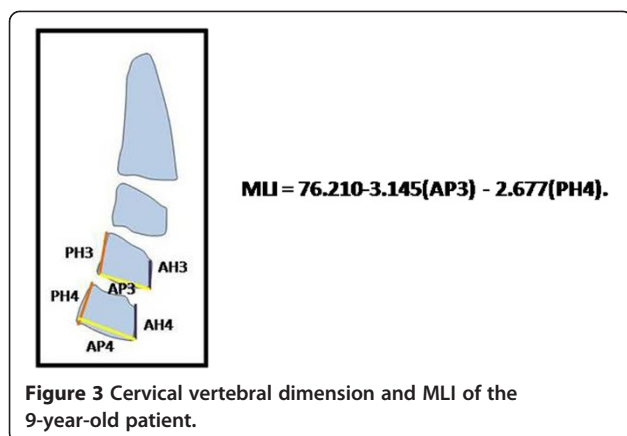 MLI = 76.210-3.145(AP3) - 2.677(PH4).
PH3
AH3
AP3
PH4
AH4
AP4
Figure 3 Cervical vertebral dimension and MLI of the
9-year-old patient.